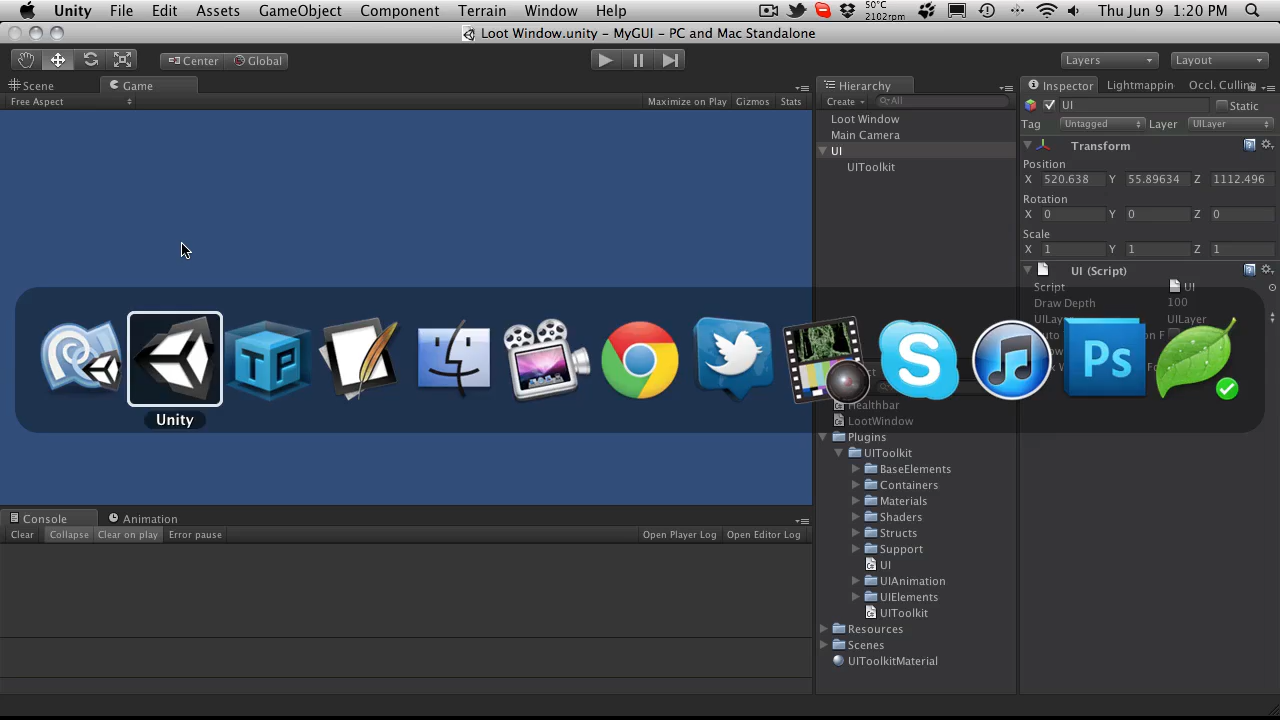 Unity File Edit Assets GameObject Component Terrain Window Help 50°C 2102rpm Thu Jun 9 1:20 PM
Loot Window.unity – MyGUI – PC and Mac Standalone
Center Global Layers Layout
Scene Game
Free Aspect Maximize on Play Gizmos Stats
Hierarchy
Create All
Loot Window
Main Camera
UI
UIToolkit
Inspector Lightmappin Occl. Culling
UI Static
Tag Untagged Layer UILayer
Transform
Position
X 520.638 Y 55.89634 Z 1112.496
Rotation
X 0 Y 0 Z 0
Scale
X 1 Y 1 Z 1
UI (Script)
Script UI
Draw Depth 100
UILayer
TP
Ps
Unity
Healthbar
LootWindow
Plugins
UIToolkit
BaseElements
Containers
Materials
Shaders
Structs
Support
UI
UIAnimation
UIElements
UIToolkit
Resources
Scenes
UIToolkitMaterial
Console Animation
Clear Collapse Clear on play Error pause Open Player Log Open Editor Log